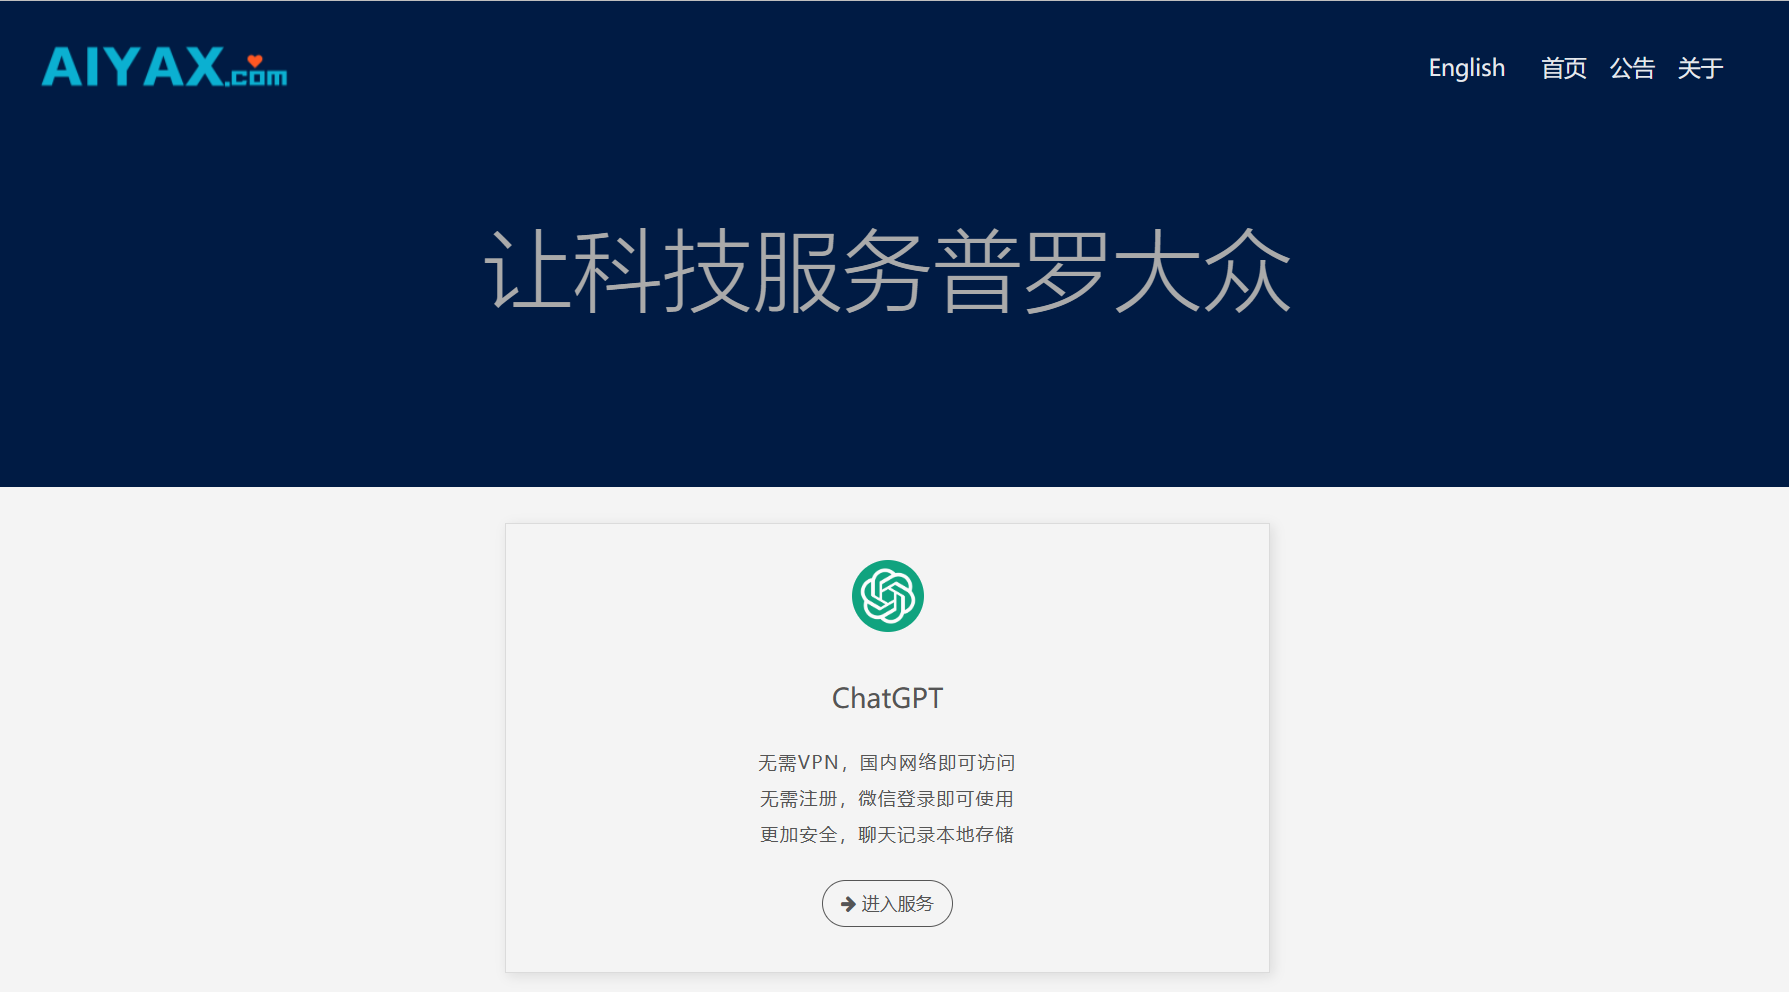 AIYAX.com
English 首页 公告 关于
让科技服务普罗大众
ChatGPT
无需VPN，国内网络即可访问
无需注册，微信登录即可使用
更加安全，聊天记录本地存储
进入服务